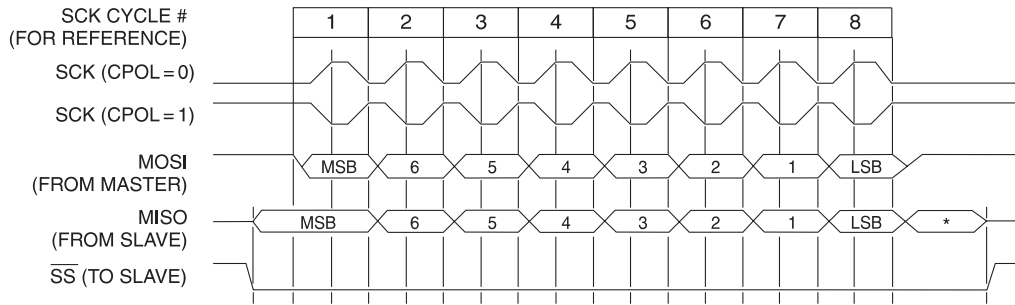 SCK CYCLE # 1 2 3 4 5 6 7 8
(FOR REFERENCE)
SCK (CPOL = 0)
SCK (CPOL = 1)
MOSI MSB 6 5 4 3 2 1 LSB
(FROM MASTER)
MISO MSB 6 5 4 3 2 1 LSB *
(FROM SLAVE)
SS (TO SLAVE)